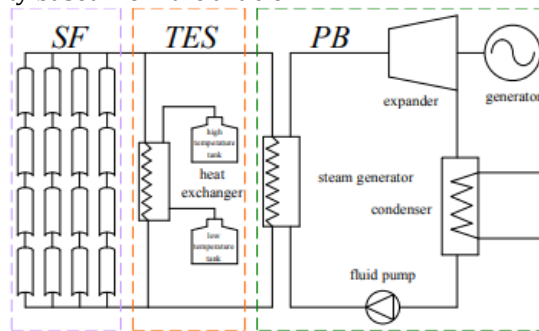 SF
TES
PB
expander
generator
high
temperature
tank
heat
exchanger
steam generator
condenser
low
temperature
tank
fluid pump